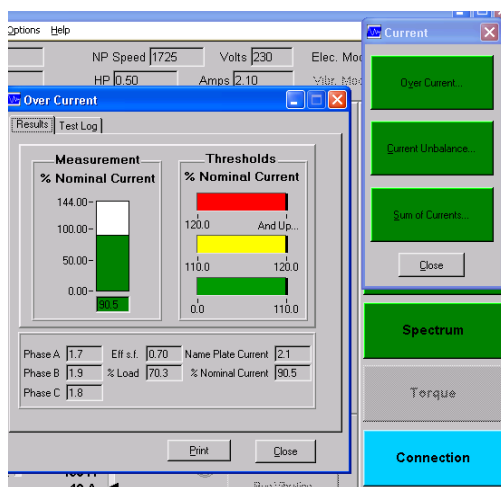 Options Help
Current
NP Speed 1725 Volts 230 Elec. Mod
HP 0.50 Amps 2.10 Vibr. Mod
Over Current...
Over Current
Results Test Log
Measurement
% Nominal Current
144.00
100.00
50.00
0.00
90.5
Thresholds
% Nominal Current
120.0 And Up...
110.0 120.0
0.0 110.0
Current Unbalance...
Sum of Currents...
Close
Phase A 1.7 Eff s.f. 0.70 Name Plate Current 2.1
Phase B 1.9 % Load 70.3 % Nominal Current 90.5
Phase C 1.8
Print Close
Spectrum
Torque
Connection
10 A